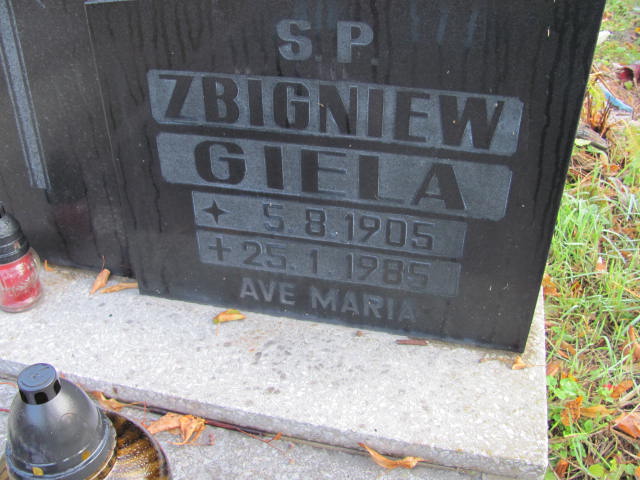 S.P.
ZBIGNIEW
GIELA
5.8.1905
+ 25.1.1985
AVE MARIA